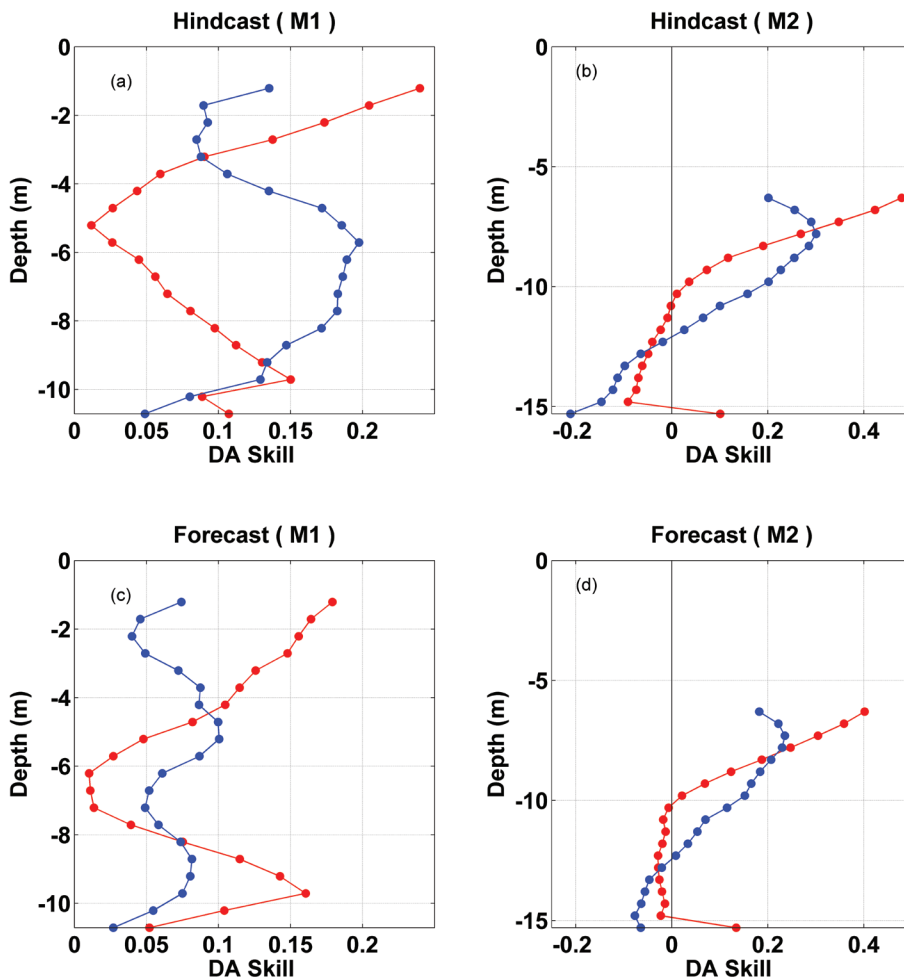 Hindcast ( M1 )
(a)
0
-2
-4
-6
-8
-10
Depth (m)
0
0.05
0.1
0.15
0.2
DA Skill
Hindcast ( M2 )
(b)
0
-5
-10
-15
Depth (m)
-0.2
0
0.2
0.4
DA Skill
Forecast ( M1 )
(c)
0
-2
-4
-6
-8
-10
Depth (m)
0
0.05
0.1
0.15
0.2
DA Skill
Forecast ( M2 )
(d)
0
-5
-10
-15
Depth (m)
-0.2
0
0.2
0.4
DA Skill